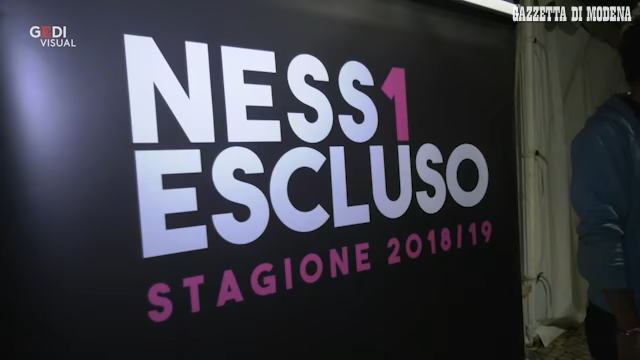 GEDI
VISUAL
GAZZETTA DI MODENA
NESS1
ESCLUSO
STAGIONE 2018/19